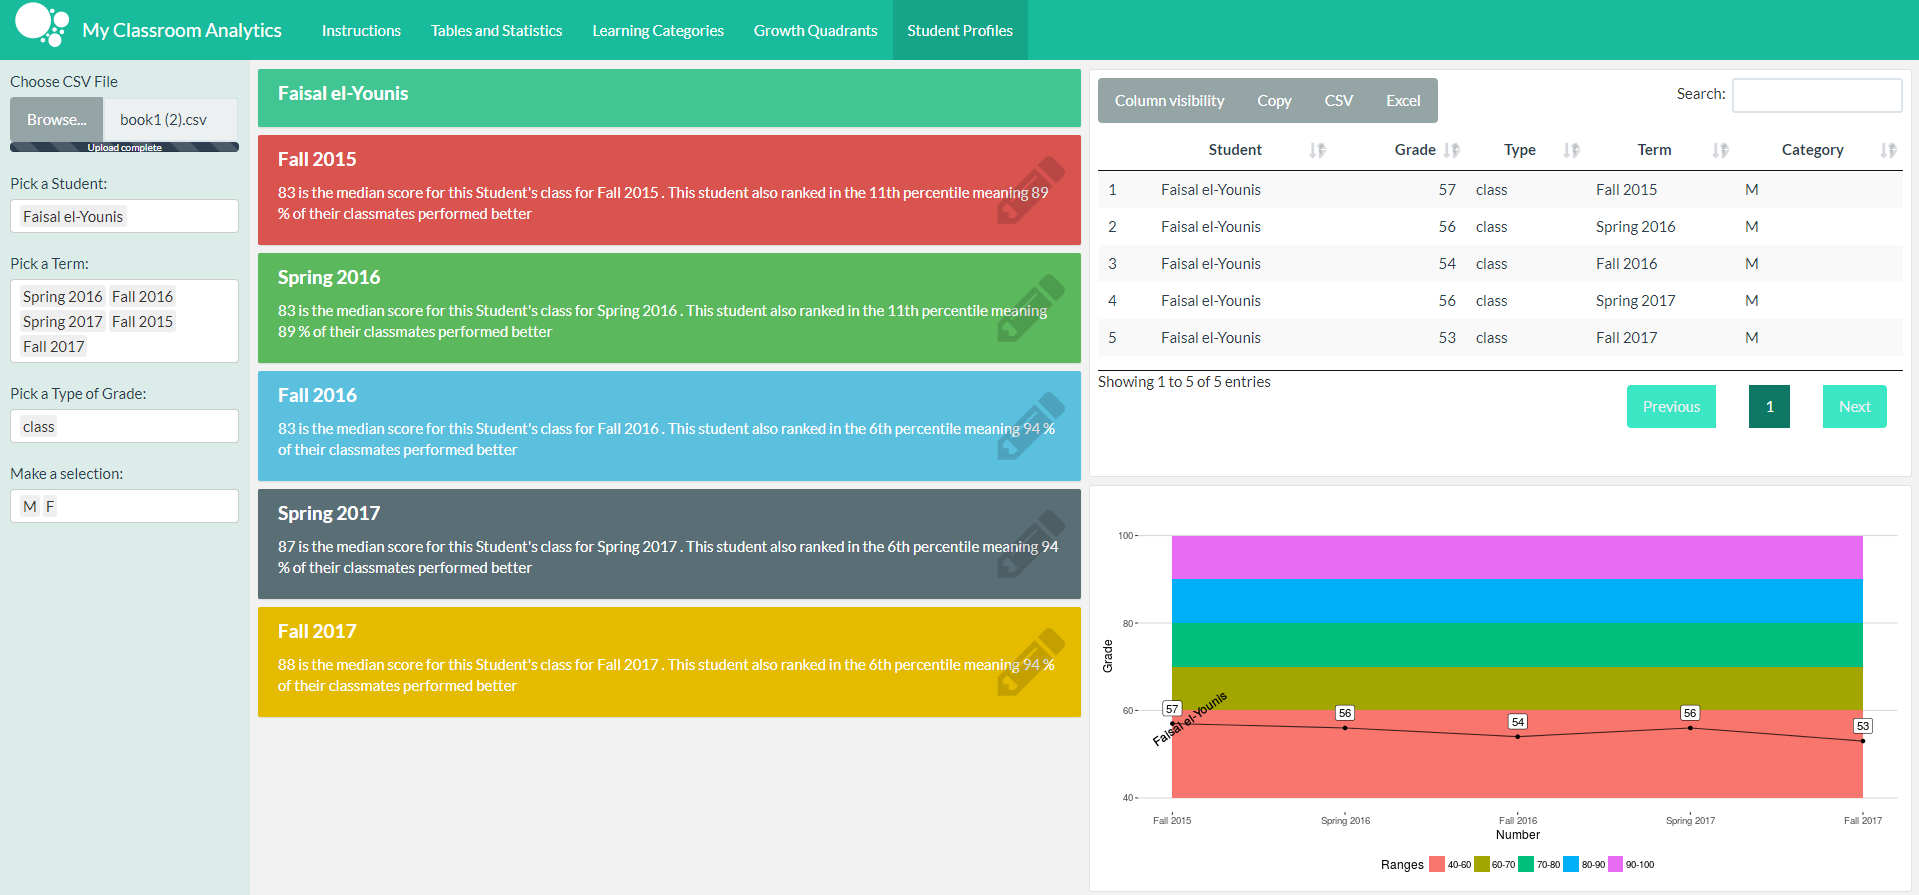 My Classroom Analytics
Instructions
Tables and Statistics
Learning Categories
Growth Quadrants
Student Profiles
Choose CSV File
Browse... book1 (2).csv
Upload complete
Pick a Student:
Faisal el-Younis
Pick a Term:
Spring 2016 Fall 2016
Spring 2017 Fall 2015
Fall 2017
Pick a Type of Grade:
class
Make a selection:
M F
Faisal el-Younis
Fall 2015
83 is the median score for this Student's class for Fall 2015 . This student also ranked in the 11th percentile meaning 89
% of their classmates performed better
Spring 2016
83 is the median score for this Student's class for Spring 2016 . This student also ranked in the 11th percentile meaning
89 % of their classmates performed better
Fall 2016
83 is the median score for this Student's class for Fall 2016 . This student also ranked in the 6th percentile meaning 94 %
of their classmates performed better
Spring 2017
87 is the median score for this Student's class for Spring 2017 . This student also ranked in the 6th percentile meaning 94
% of their classmates performed better
Fall 2017
88 is the median score for this Student's class for Fall 2017 . This student also ranked in the 6th percentile meaning 94 %
of their classmates performed better
Column visibility Copy CSV Excel
Search:
Student Grade Type Term Category
1 Faisal el-Younis 57 class Fall 2015 M
2 Faisal el-Younis 56 class Spring 2016 M
3 Faisal el-Younis 54 class Fall 2016 M
4 Faisal el-Younis 56 class Spring 2017 M
5 Faisal el-Younis 53 class Fall 2017 M
Showing 1 to 5 of 5 entries
Previous 1 Next
100
80
60
40
Grade
57
56
54
56
53
Faisal el-Younis
Fall 2015 Spring 2016 Fall 2016 Spring 2017 Fall 2017
Number
Ranges 40-60 60-70 70-80 80-90 90-100